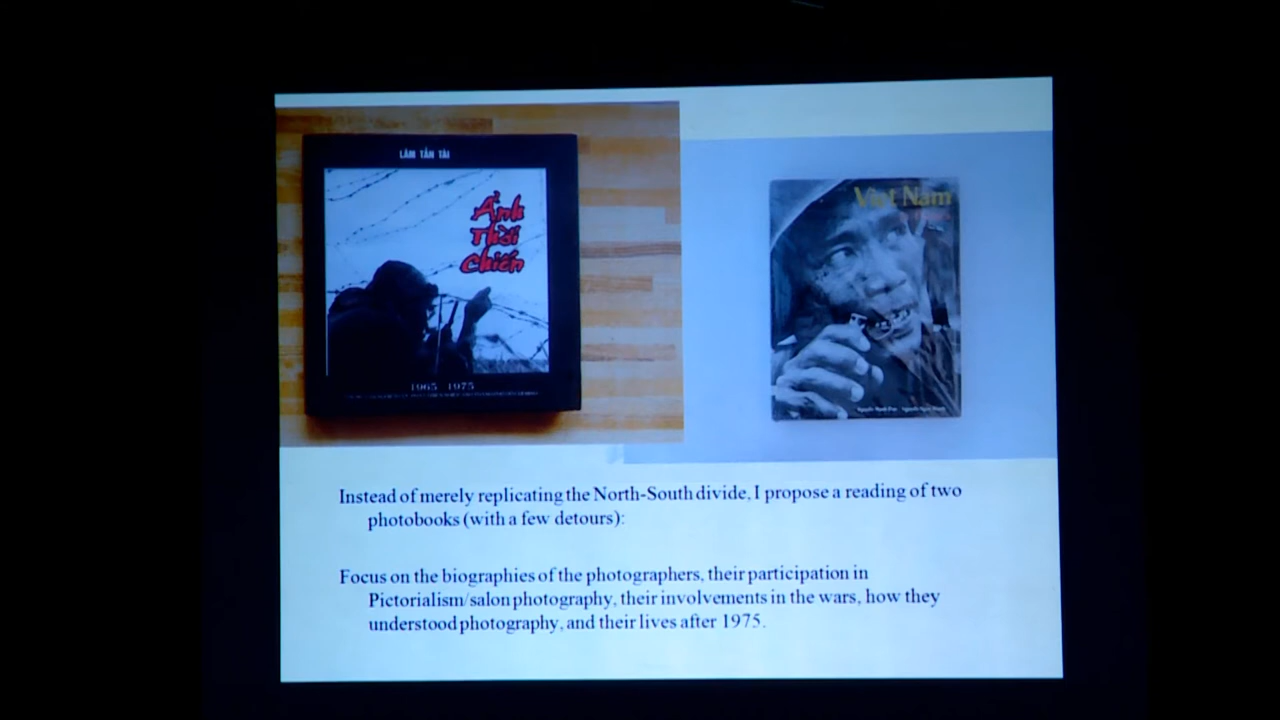 LÂM TẤN TÀI
Ảnh
Thời
Chiến
1965 1975
Việt Nam
Instead of merely replicating the North-South divide, I propose a reading of two
photobooks (with a few detours):
Focus on the biographies of the photographers, their participation in
Pictorialism/salon photography, their involvements in the wars, how they
understood photography, and their lives after 1975.